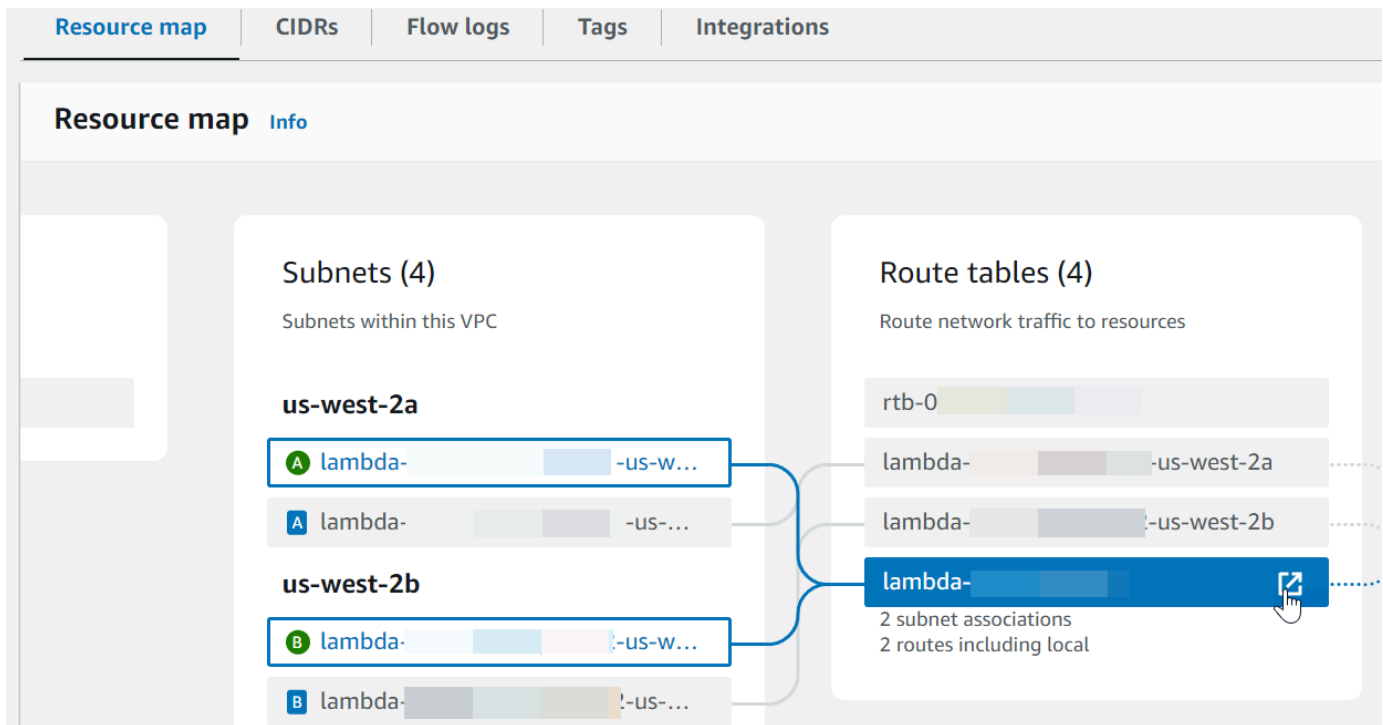 Resource map CIDRs Flow logs Tags Integrations
Resource map Info
Subnets (4)
Subnets within this VPC
us-west-2a
A lambda- -us-w...
A lambda- -us-...
us-west-2b
B lambda- -us-w...
B lambda- -us-...
Route tables (4)
Route network traffic to resources
rtb-0
lambda- -us-west-2a
lambda- -us-west-2b
lambda-
2 subnet associations
2 routes including local